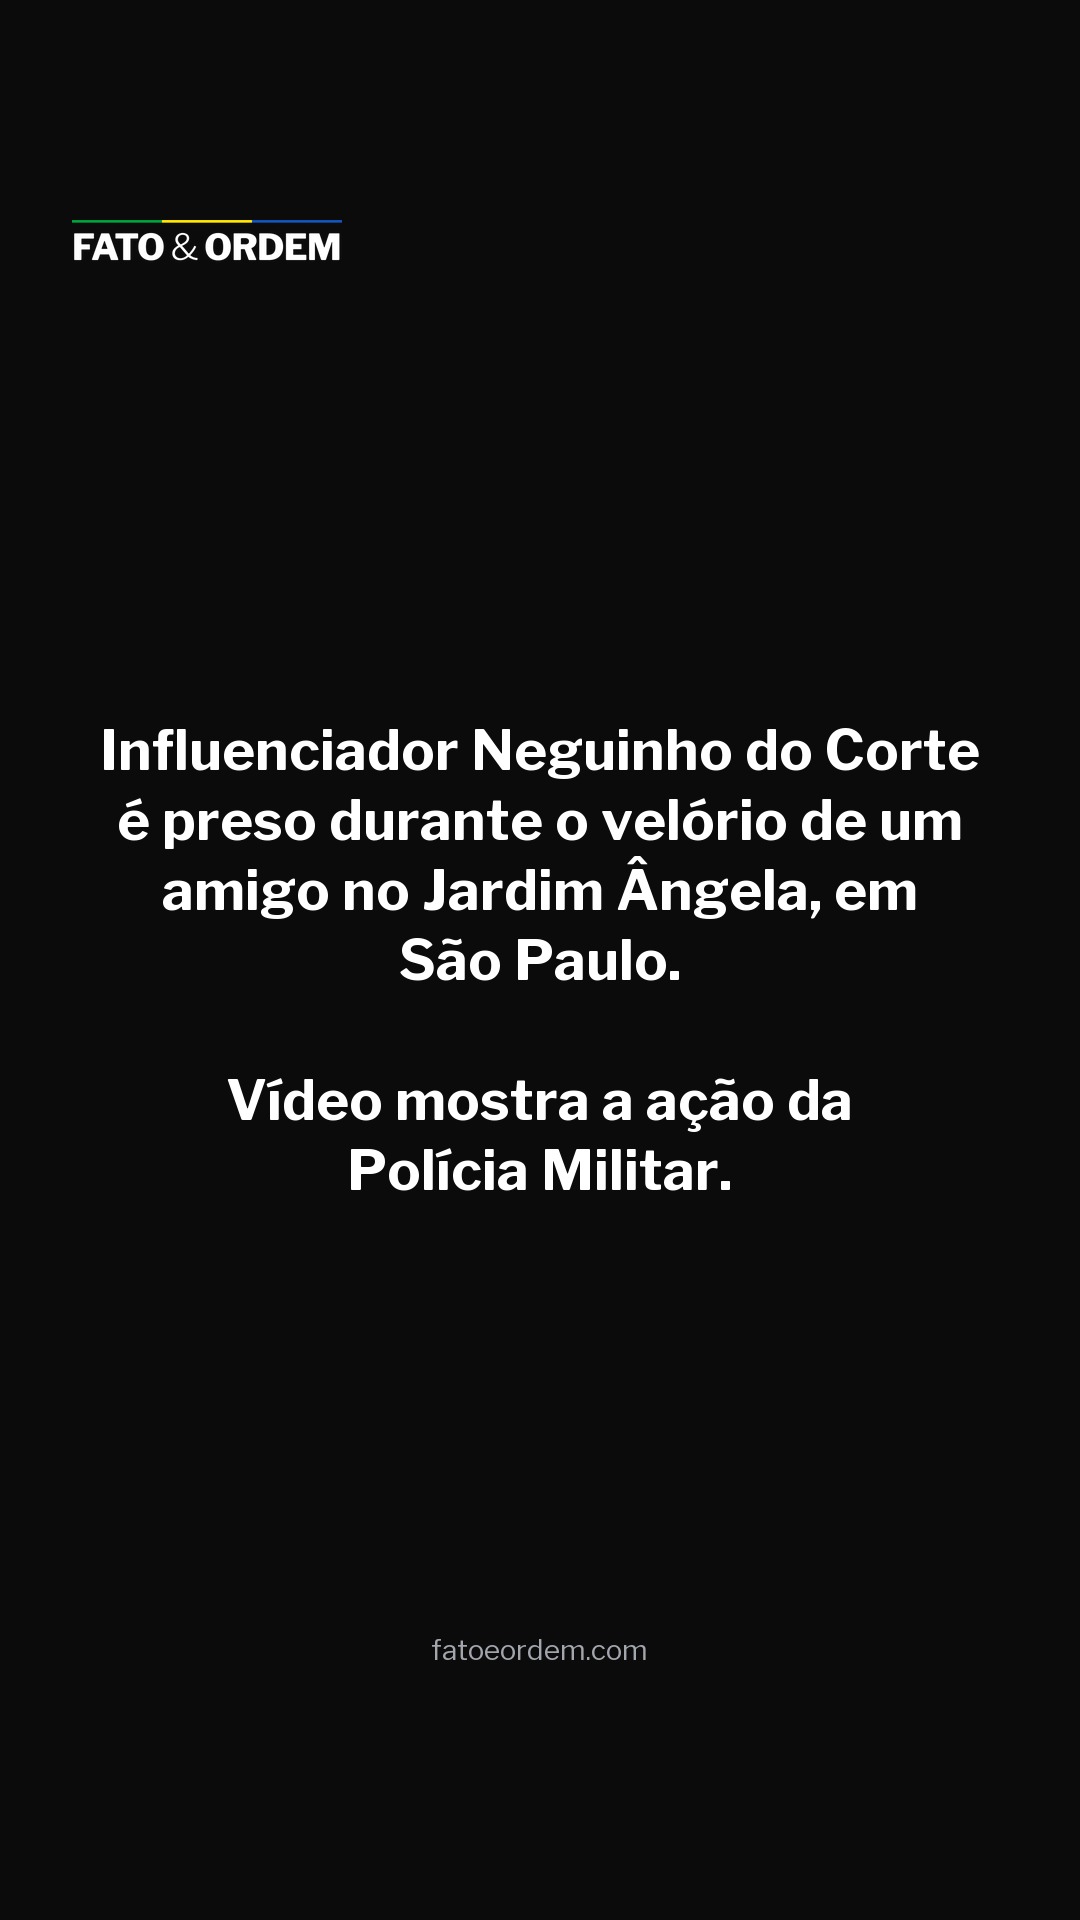 FATO & ORDEM
Influenciador Neguinho do Corte
é preso durante o velório de um
amigo no Jardim Ângela, em
São Paulo.
Vídeo mostra a ação da
Polícia Militar.
fatoeordem.com